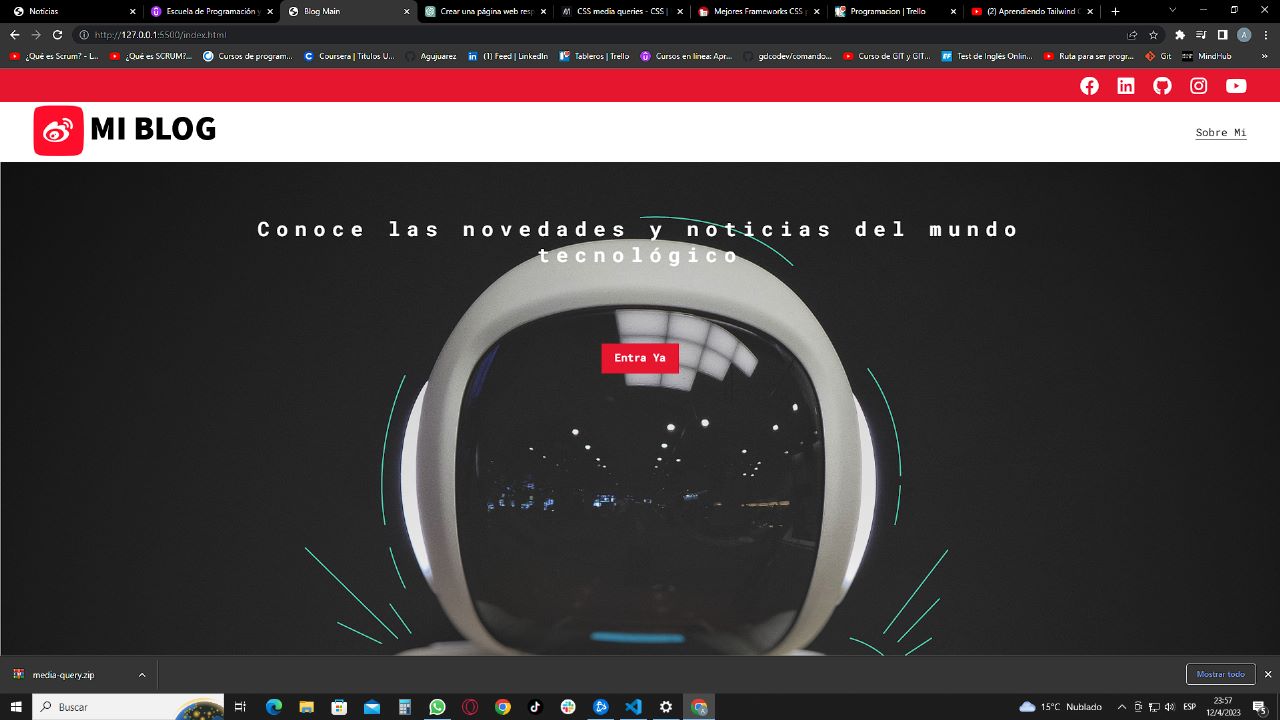 Noticias
Escuela de Programación y
Blog Main
Crear una página web resp
CSS media queries - CSS |
Mejores Frameworks CSS p
Programacion | Trello
(2) Aprendiendo Tailwind C
http://127.0.0.1:5500/index.html
A
¿Qué es Scrum? - L...
¿Qué es SCRUM?...
Cursos de program...
Coursera | Titulos U...
Agujuarez
(1) Feed | LinkedIn
Tableros | Trello
Cursos en línea: Apr...
gdcodev/comando...
Curso de GIT y GIT...
Test de Inglés Onlin...
Ruta para ser progr...
Git
MindHub
»
MI BLOG
Sobre Mi
Conoce las novedades y noticias del mundo
tecnológico
Entra Ya
media-query.zip
Mostrar todo
Buscar
15°C Nublado
ESP
23:57
12/4/2023